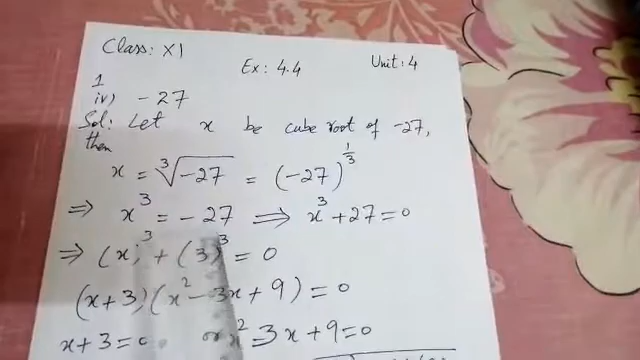 Class: XI
Ex: 4.4
Unit: 4
1
iv) -27
Sol: Let x be cube root of -27,
then
x = ∛-27 = (-27)^1/3
⇒ x³ = -27 ⇒ x³ + 27 = 0
⇒ (x)³ + (3)³ = 0
(x+3)(x² - 3x + 9) = 0
x+3 = 0 or x² - 3x + 9 = 0